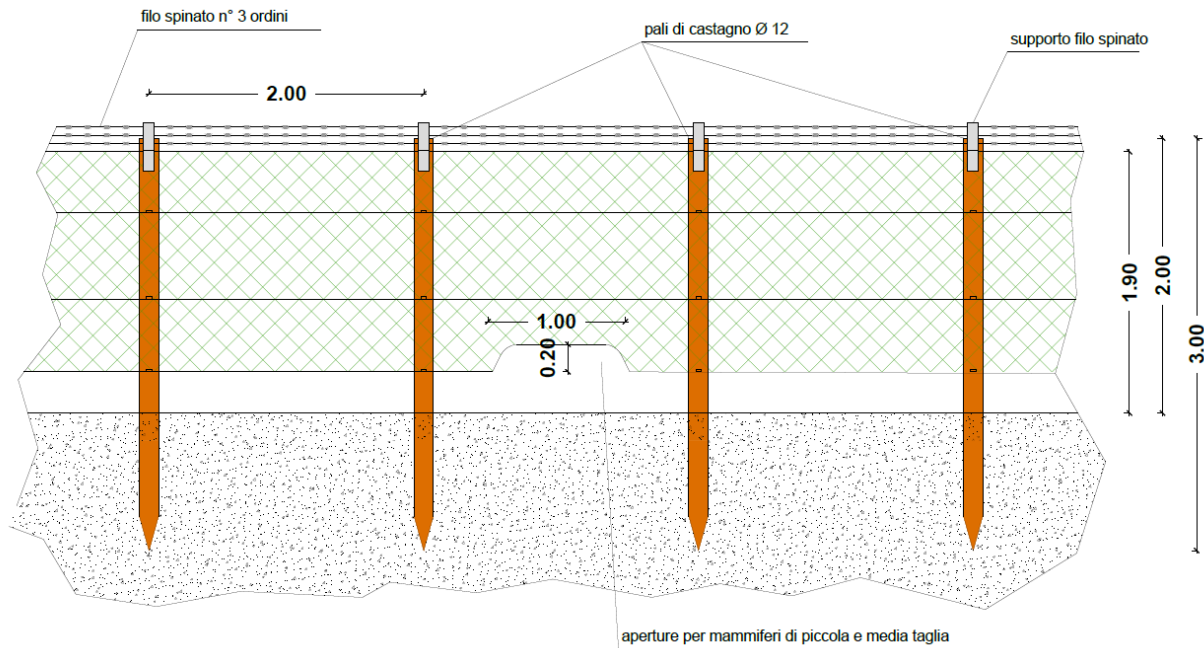 filo spinato n° 3 ordini
pali di castagno Ø 12
supporto filo spinato
2.00
1.00
0.20
1.90
2.00
3.00
aperture per mammiferi di piccola e media taglia